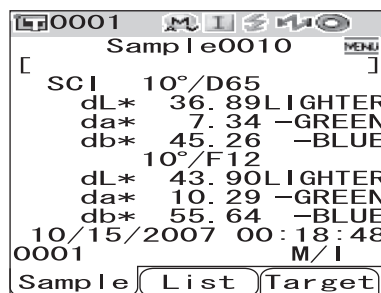 0001 M I
Sample0010 MENU
[ ]
SCI 10°/D65
dL* 36.89LIGHTER
da* 7.34 -GREEN
db* 45.26 -BLUE
10°/F12
dL* 43.90LIGHTER
da* 10.29 -GREEN
db* 55.64 -BLUE
10/15/2007 00:18:48
0001 M/I
Sample List Target